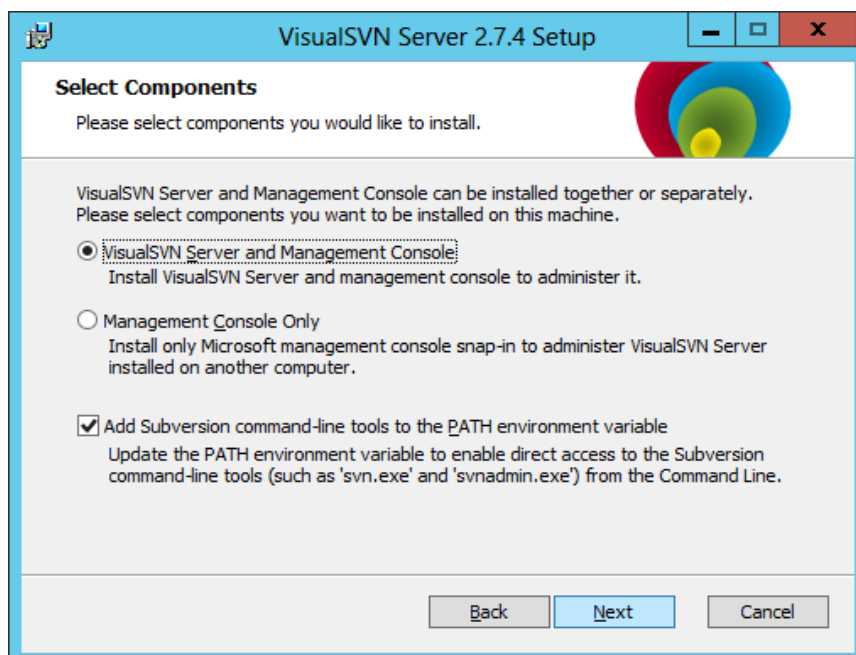 VisualSVN Server 2.7.4 Setup
Select Components
Please select components you would like to install.
VisualSVN Server and Management Console can be installed together or separately.
Please select components you want to be installed on this machine.
VisualSVN Server and Management Console
Install VisualSVN Server and management console to administer it.
Management Console Only
Install only Microsoft management console snap-in to administer VisualSVN Server
installed on another computer.
Add Subversion command-line tools to the PATH environment variable
Update the PATH environment variable to enable direct access to the Subversion
command-line tools (such as 'svn.exe' and 'svnadmin.exe') from the Command Line.
Back Next Cancel